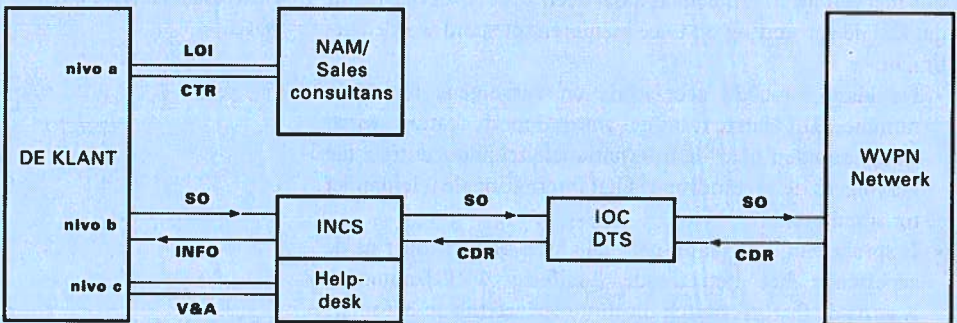 DE KLANT
nivo a
LOI
CTR
NAM/
Sales
consultans
nivo b
SO
INFO
INCS
SO
CDR
IOC
DTS
SO
CDR
WVPN
Netwerk
nivo c
V&A
Help-
desk